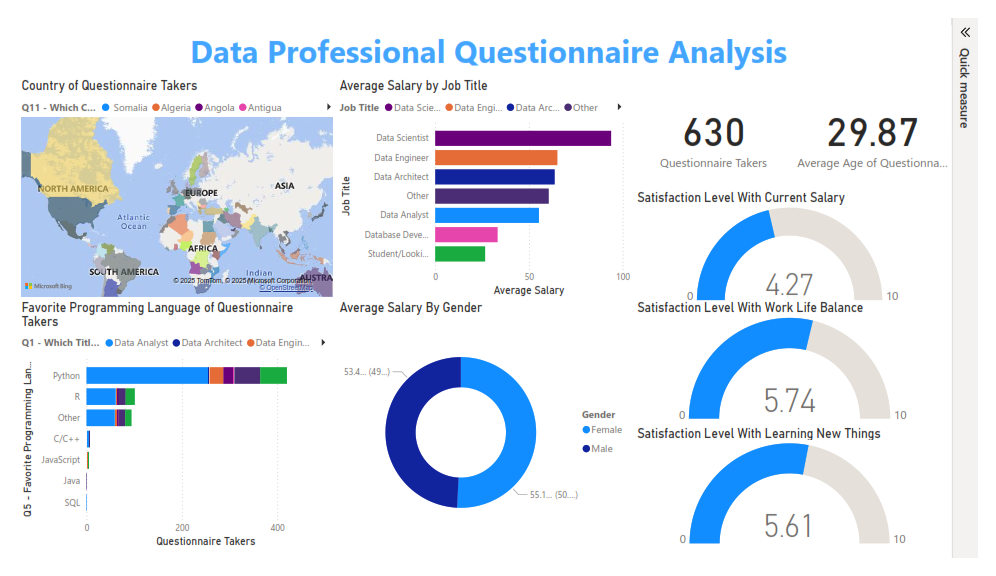 Data Professional Questionnaire Analysis
Quick measure
Country of Questionnaire Takers
Q11 - Which C... Somalia Algeria Angola Antigua
NORTH AMERICA
EUROPE
ASIA
Atlantic
Ocean
AFRICA
SOUTH AMERICA
Indian
AUSTRA
Microsoft Bing
© 2025 TomTom, © 2025 Microsoft Corporation,
© OpenStreetMap
Average Salary by Job Title
Job Title Data Scie... Data Engi... Data Arc... Other
Job Title
Data Scientist
Data Engineer
Data Architect
Other
Data Analyst
Database Deve...
Student/Looki...
0 50 100
Average Salary
630
Questionnaire Takers
29.87
Average Age of Questionna...
Satisfaction Level With Current Salary
4.27
0 10
Favorite Programming Language of Questionnaire
Takers
Q1 - Which Titl... Data Analyst Data Architect Data Engin...
Q5 - Favorite Programming Lan...
Python
R
Other
C/C++
JavaScript
Java
SQL
0 200 400
Questionnaire Takers
Average Salary By Gender
53.4... (49...)
55.1... (50....)
Gender
Female
Male
Satisfaction Level With Work Life Balance
5.74
0 10
Satisfaction Level With Learning New Things
5.61
0 10